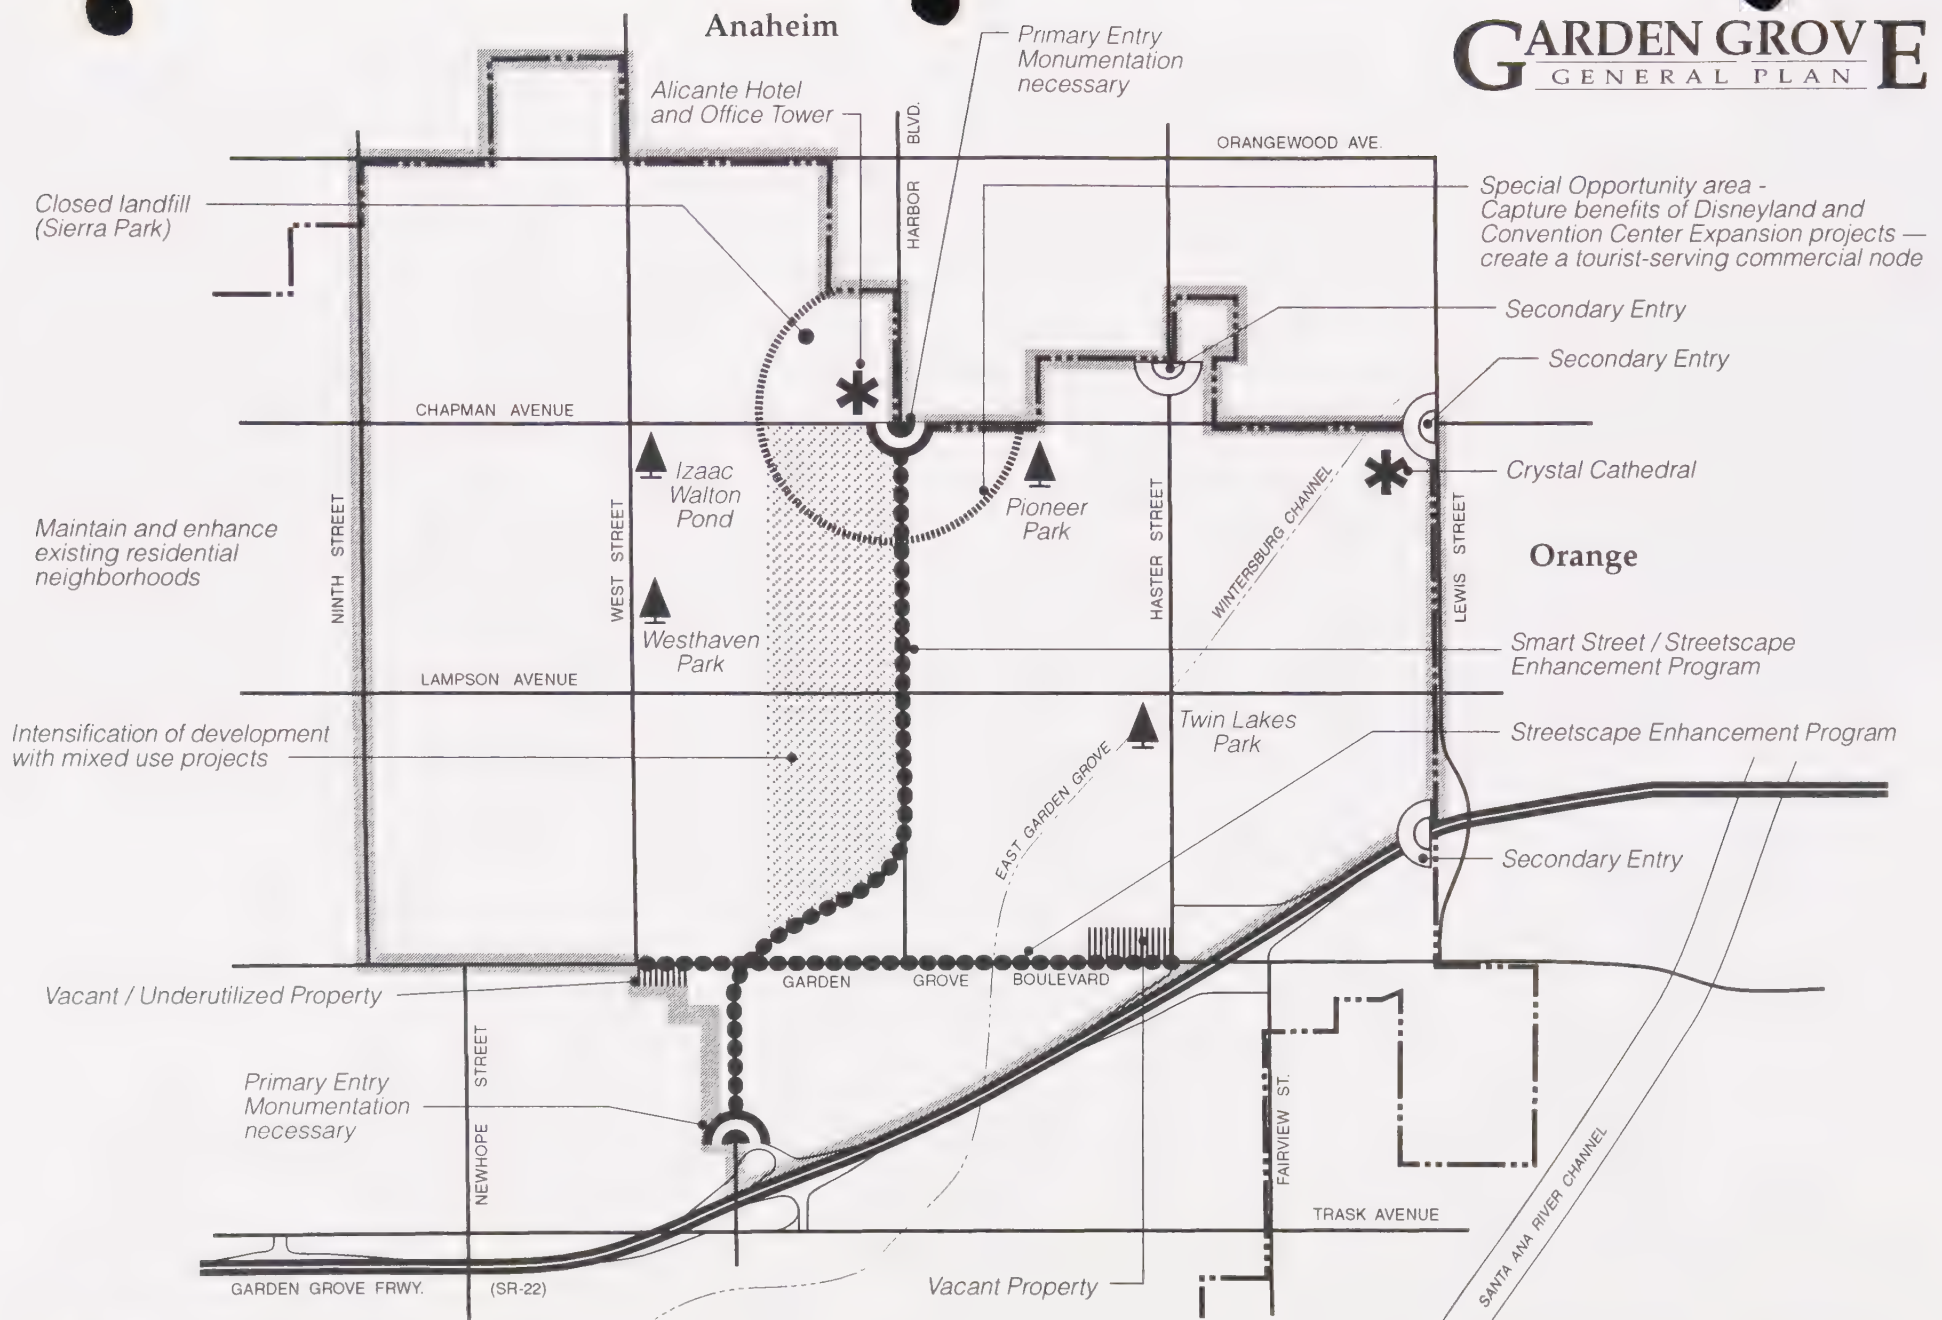 Anaheim
GARDEN GROVE
GENERAL PLAN
Primary Entry
Monumentation
necessary
Alicante Hotel
and Office Tower
HARBOR BLVD.
ORANGEWOOD AVE.
Closed landfill
(Sierra Park)
Special Opportunity area -
Capture benefits of Disneyland and
Convention Center Expansion projects —
create a tourist-serving commercial node
Secondary Entry
Secondary Entry
CHAPMAN AVENUE
Izaac
Walton
Pond
Pioneer
Park
Crystal Cathedral
Maintain and enhance
existing residential
neighborhoods
NINTH STREET
WEST STREET
HASTER STREET
WINTERSBURG CHANNEL
LEWIS STREET
Orange
Westhaven
Park
Smart Street / Streetscape
Enhancement Program
LAMPSON AVENUE
Intensification of development
with mixed use projects
Twin Lakes
Park
Streetscape Enhancement Program
EAST GARDEN GROVE
Secondary Entry
GARDEN GROVE BOULEVARD
Vacant / Underutilized Property
NEWHOPE STREET
Primary Entry
Monumentation
necessary
FAIRVIEW ST.
SANTA ANA RIVER CHANNEL
TRASK AVENUE
Vacant Property
GARDEN GROVE FRWY. (SR-22)